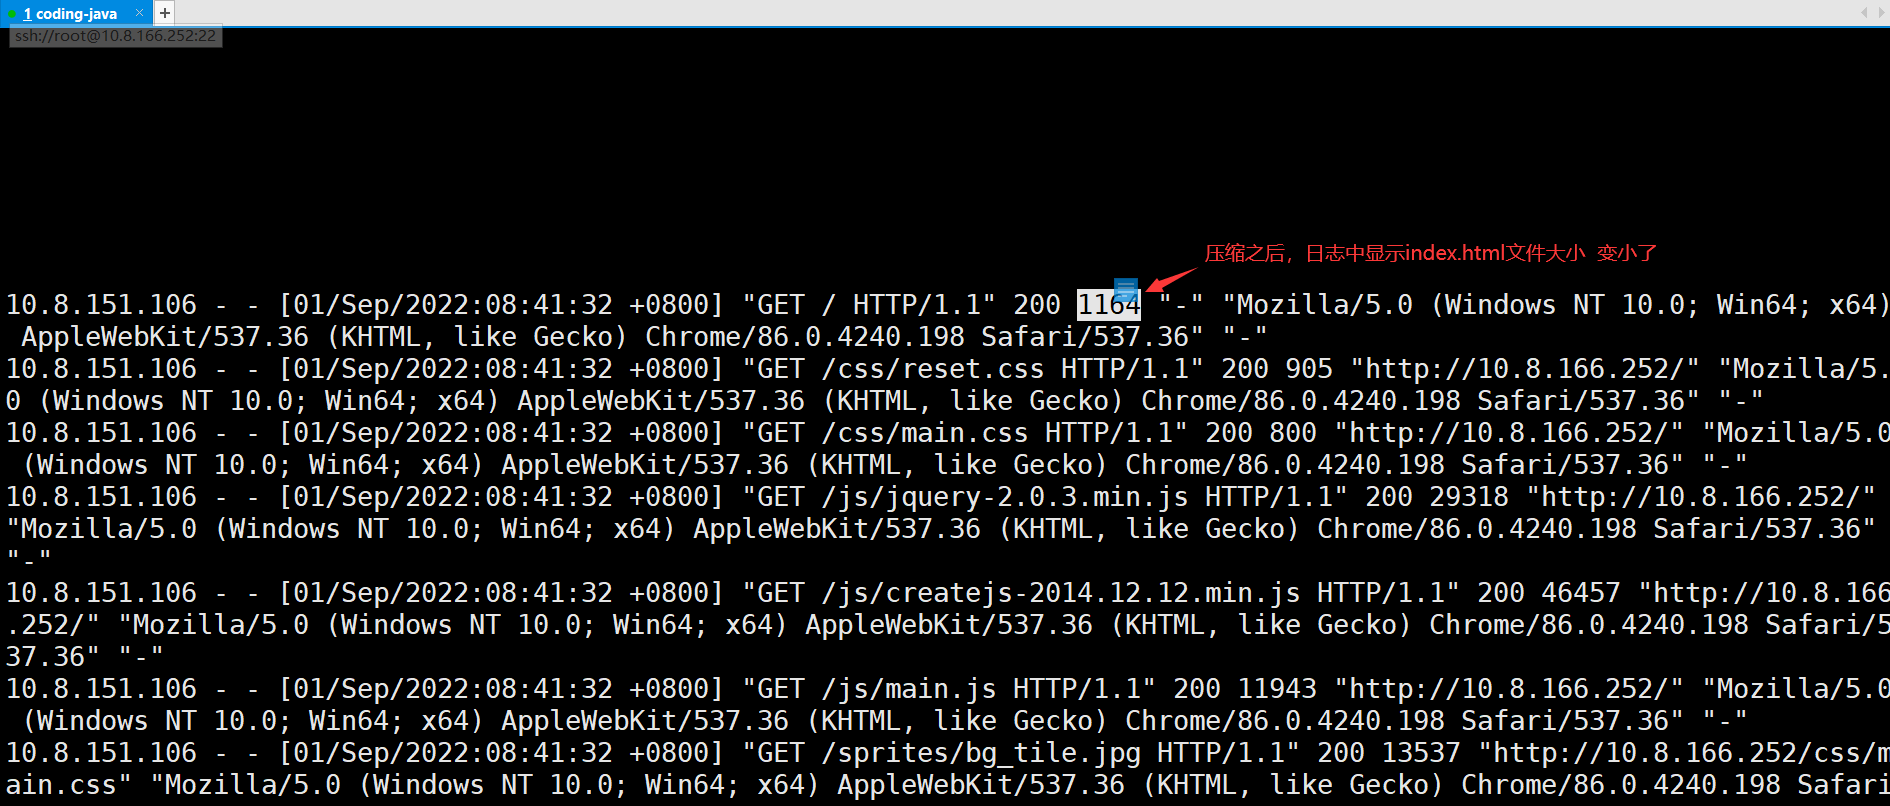 1 coding-java × +
ssh://root@10.8.166.252:22
压缩之后，日志中显示index.html文件大小 变小了
10.8.151.106 - - [01/Sep/2022:08:41:32 +0800] "GET / HTTP/1.1" 200 1164 "-" "Mozilla/5.0 (Windows NT 10.0; Win64; x64)
AppleWebKit/537.36 (KHTML, like Gecko) Chrome/86.0.4240.198 Safari/537.36" "-"
10.8.151.106 - - [01/Sep/2022:08:41:32 +0800] "GET /css/reset.css HTTP/1.1" 200 905 "http://10.8.166.252/" "Mozilla/5.
0 (Windows NT 10.0; Win64; x64) AppleWebKit/537.36 (KHTML, like Gecko) Chrome/86.0.4240.198 Safari/537.36" "-"
10.8.151.106 - - [01/Sep/2022:08:41:32 +0800] "GET /css/main.css HTTP/1.1" 200 800 "http://10.8.166.252/" "Mozilla/5.0
(Windows NT 10.0; Win64; x64) AppleWebKit/537.36 (KHTML, like Gecko) Chrome/86.0.4240.198 Safari/537.36" "-"
10.8.151.106 - - [01/Sep/2022:08:41:32 +0800] "GET /js/jquery-2.0.3.min.js HTTP/1.1" 200 29318 "http://10.8.166.252/"
"Mozilla/5.0 (Windows NT 10.0; Win64; x64) AppleWebKit/537.36 (KHTML, like Gecko) Chrome/86.0.4240.198 Safari/537.36"
"-"
10.8.151.106 - - [01/Sep/2022:08:41:32 +0800] "GET /js/createjs-2014.12.12.min.js HTTP/1.1" 200 46457 "http://10.8.166
.252/" "Mozilla/5.0 (Windows NT 10.0; Win64; x64) AppleWebKit/537.36 (KHTML, like Gecko) Chrome/86.0.4240.198 Safari/5
37.36" "-"
10.8.151.106 - - [01/Sep/2022:08:41:32 +0800] "GET /js/main.js HTTP/1.1" 200 11943 "http://10.8.166.252/" "Mozilla/5.0
(Windows NT 10.0; Win64; x64) AppleWebKit/537.36 (KHTML, like Gecko) Chrome/86.0.4240.198 Safari/537.36" "-"
10.8.151.106 - - [01/Sep/2022:08:41:32 +0800] "GET /sprites/bg_tile.jpg HTTP/1.1" 200 13537 "http://10.8.166.252/css/m
ain.css" "Mozilla/5.0 (Windows NT 10.0; Win64; x64) AppleWebKit/537.36 (KHTML, like Gecko) Chrome/86.0.4240.198 Safari